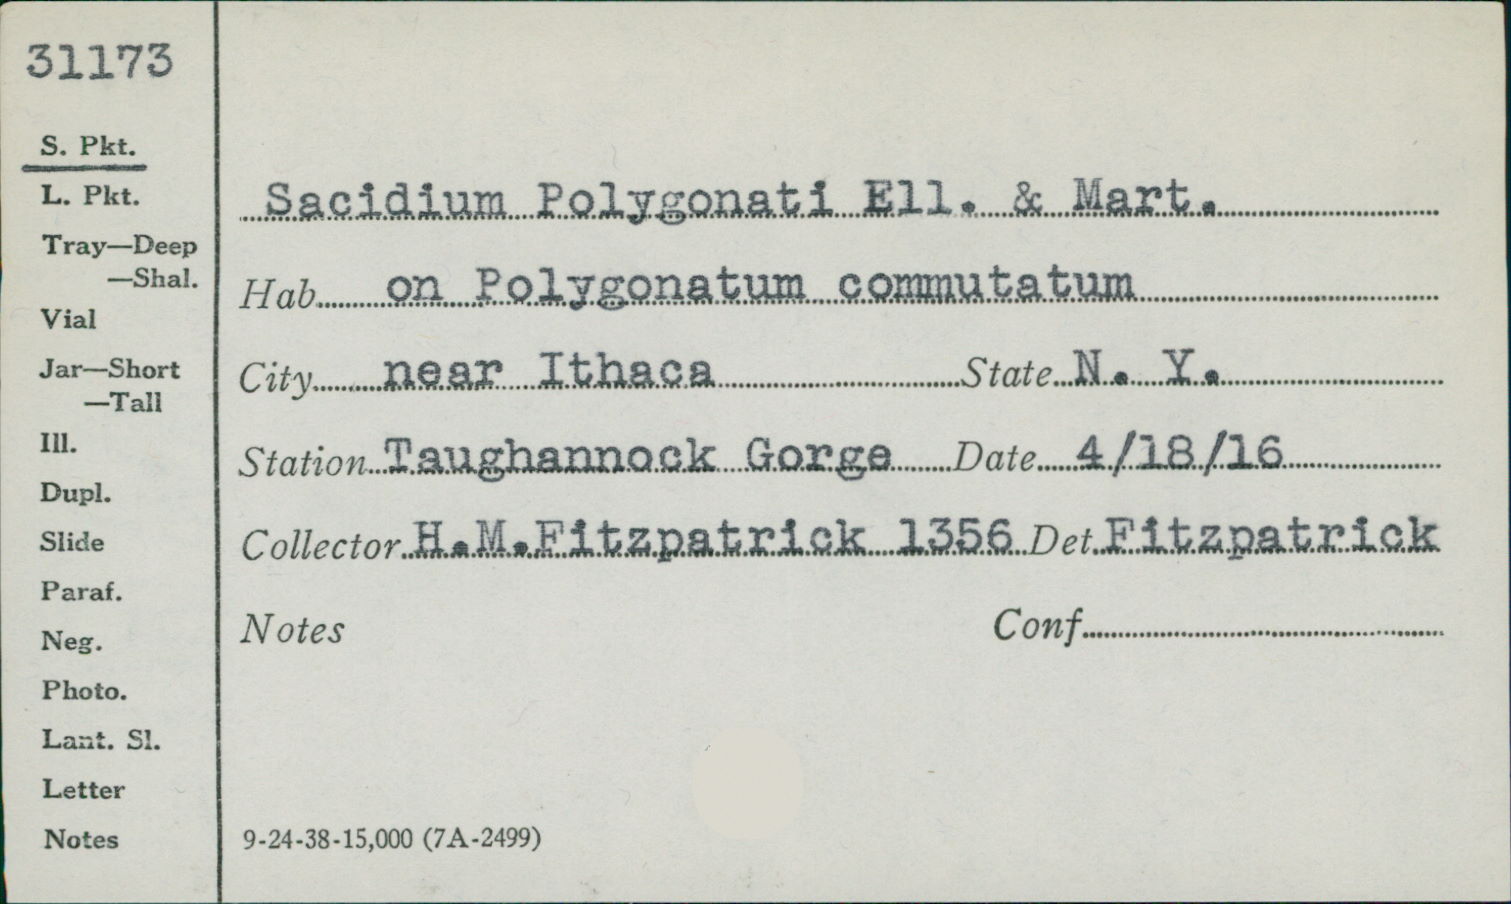 31173
S. Pkt.
L. Pkt.
Tray—Deep
—Shal.
Vial
Jar—Short
—Tall
Ill.
Dupl.
Slide
Paraf.
Neg.
Photo.
Lant. Sl.
Letter
Notes
Sacidium Polygonati Ell. & Mart.
Hab. on Polygonatum commutatum
City near Ithaca State N. Y.
Station Taughannock Gorge Date 4/18/16
Collector H.M.Fitzpatrick 1356 Det. Fitzpatrick
Notes Conf.
9-24-38-15,000 (7A-2499)